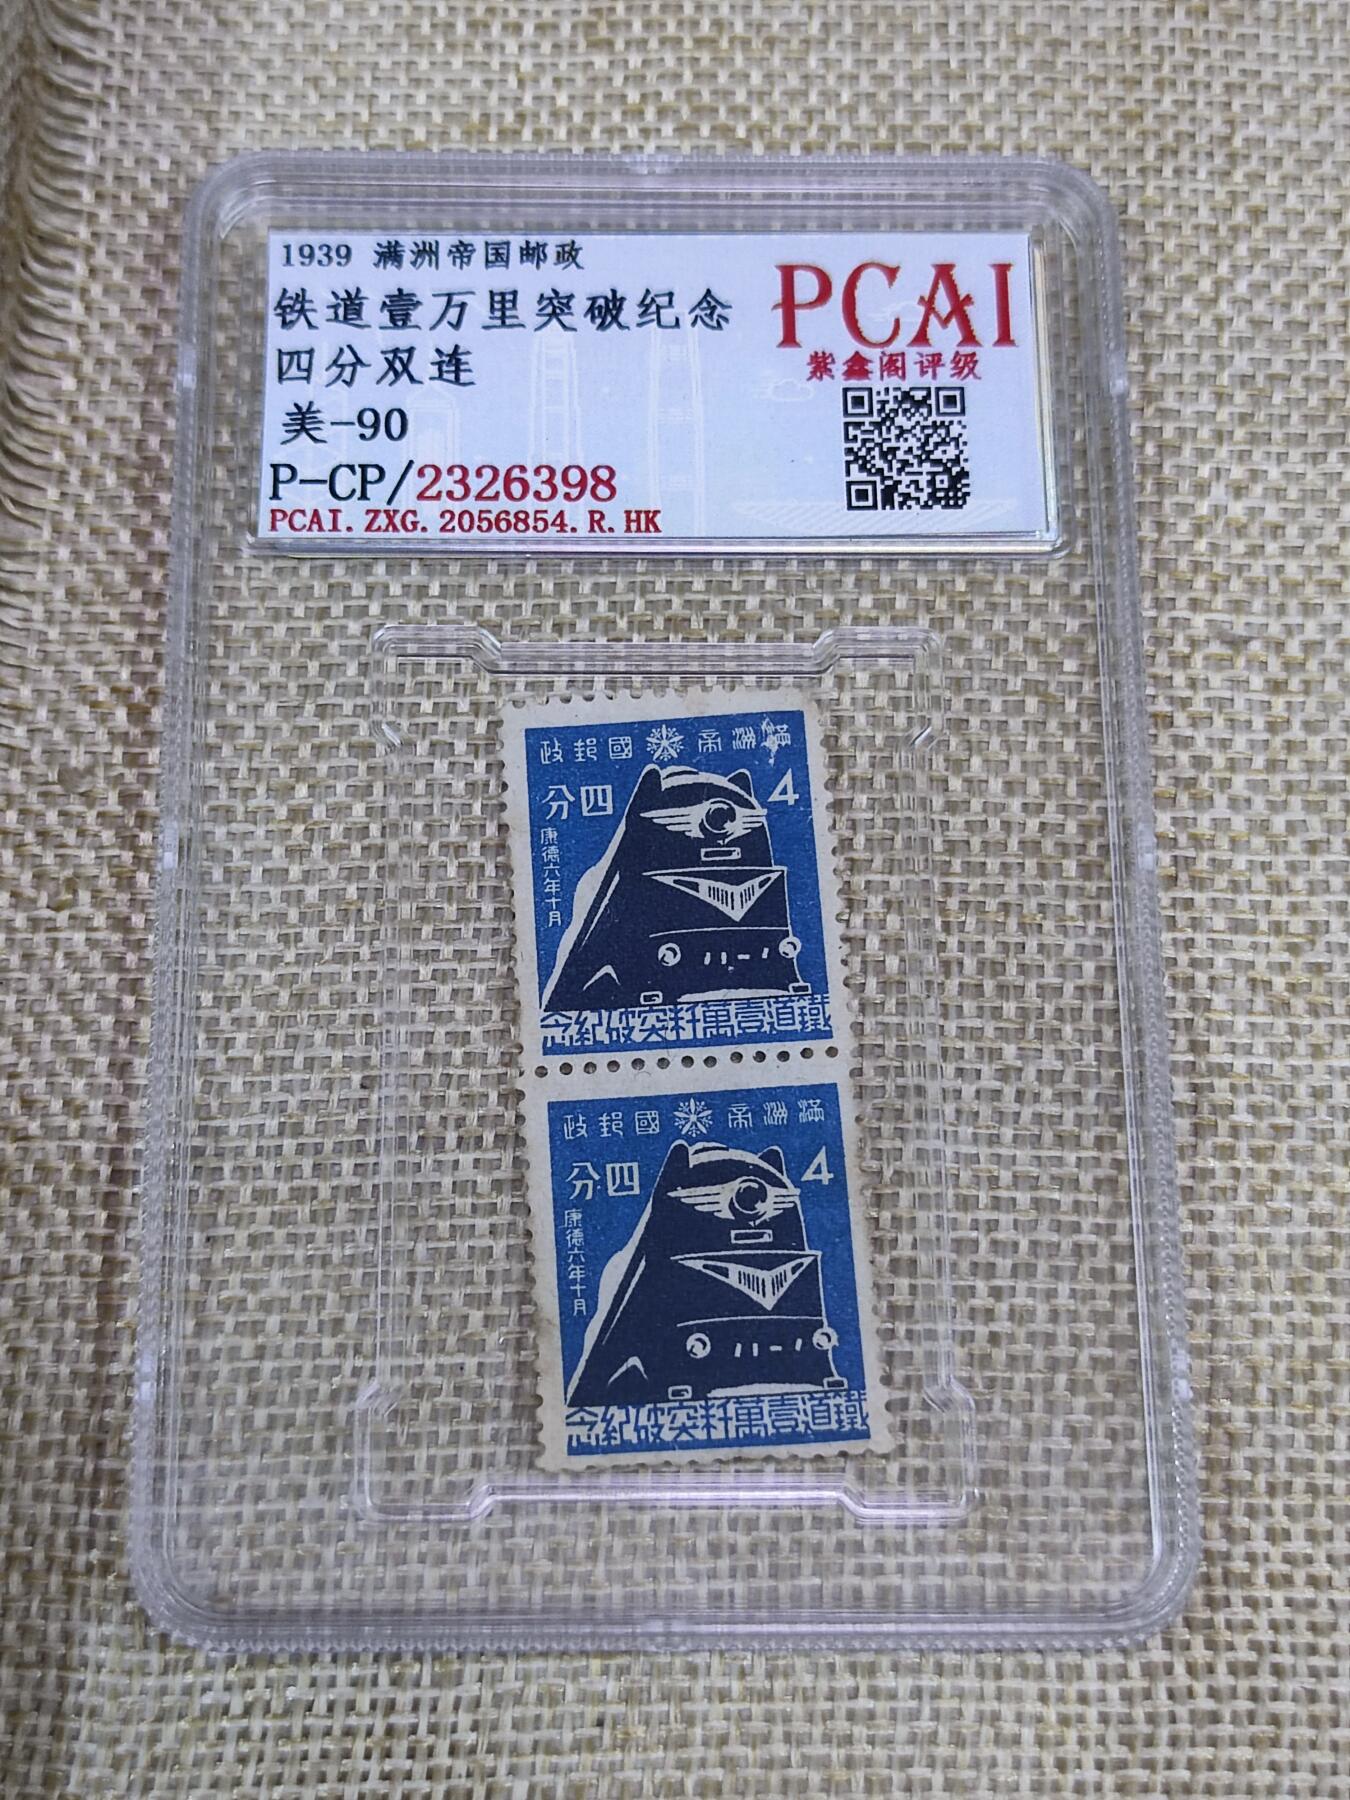 1939 满洲帝国邮政
铁道壹万里突破纪念
四分双连
美-90
P-CP/2326398
PCAI.ZXG.2056854.R.HK
PCAI
紫鑫阁评级
政郵國 帝洲滿
分四
4
康德六年十月
念紀破突粁萬壹道鐵
政郵國 帝洲滿
分四
4
康德六年十月
念紀破突粁萬壹道鐵